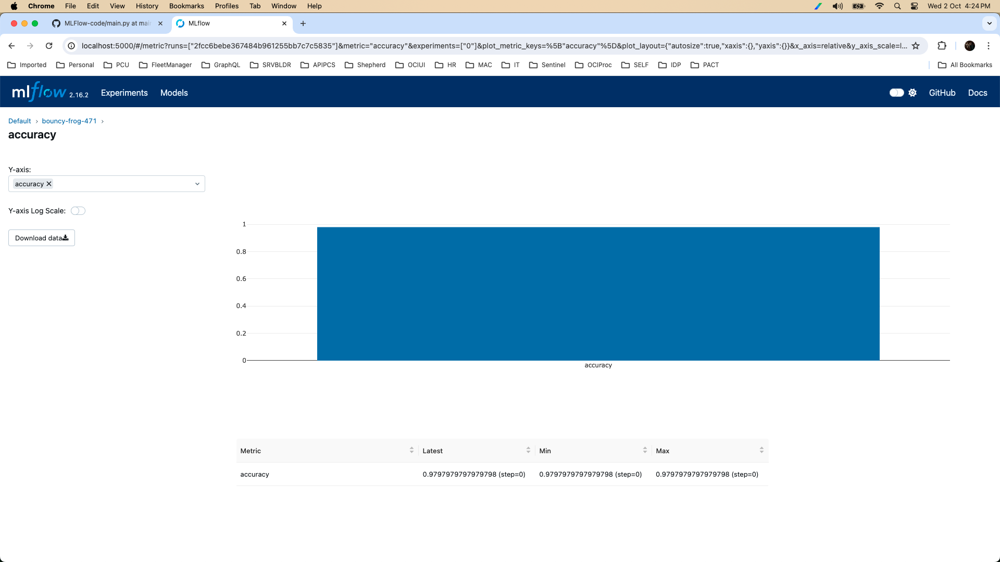 Chrome File Edit View History Bookmarks Profiles Tab Window Help Wed 2 Oct 4:24 PM
MLFlow-code/main.py at mai MLflow
localhost:5000/#/metric?runs=["2fcc6bebe367484b961255bb7c7c5835"]&metric="accuracy"&experiments=["0"]&plot_metric_keys=%5B"accuracy"%5D&plot_layout={"autosize":true,"xaxis":{},"yaxis":{}}&x_axis=relative&y_axis_scale=l...
Imported Personal PCU FleetManager GraphQL SRVBLDR APIPCS Shepherd OCIUI HR MAC IT Sentinel OCIProc SELF IDP PACT All Bookmarks
mlflow 2.16.2 Experiments Models GitHub Docs
Default › bouncy-frog-471 ›
accuracy
Y-axis:
accuracy
Y-axis Log Scale:
Download data
1
0.8
0.6
0.4
0.2
0
accuracy
Metric Latest Min Max
accuracy 0.9797979797979798 (step=0) 0.9797979797979798 (step=0) 0.9797979797979798 (step=0)